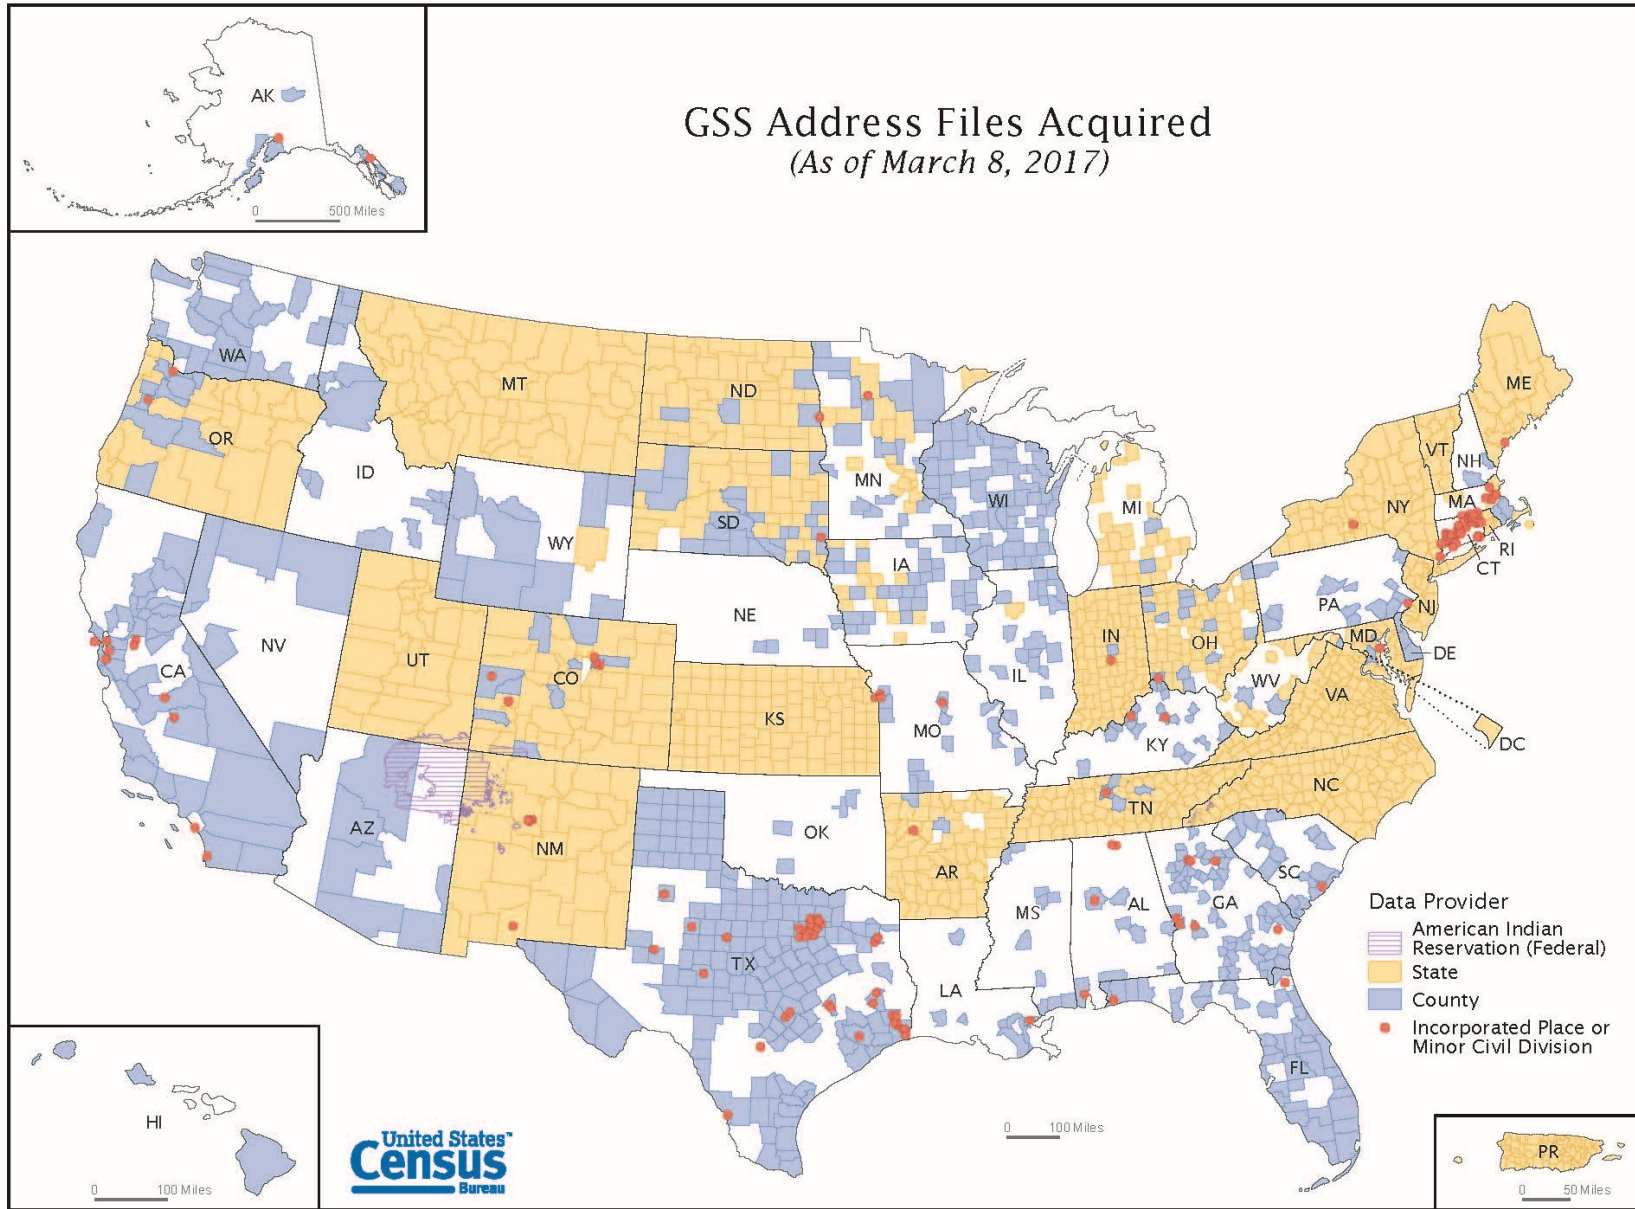 AK
0 500 Miles
GSS Address Files Acquired
(As of March 8, 2017)
WA
MT
ND
ME
OR
VT
ID
MN
NH
WI
MI
NY
MA
SD
WY
IA
RI
CT
NE
PA
NJ
NV
UT
IN
OH
MD
CA
CO
IL
DE
WV
KS
VA
MO
KY
DC
NC
TN
AZ
OK
NM
AR
SC
MS
AL
GA
TX
LA
FL
Data Provider
American Indian
Reservation (Federal)
State
County
Incorporated Place or
Minor Civil Division
HI
0 100 Miles
United States™
Census
Bureau
0 100 Miles
PR
0 50 Miles